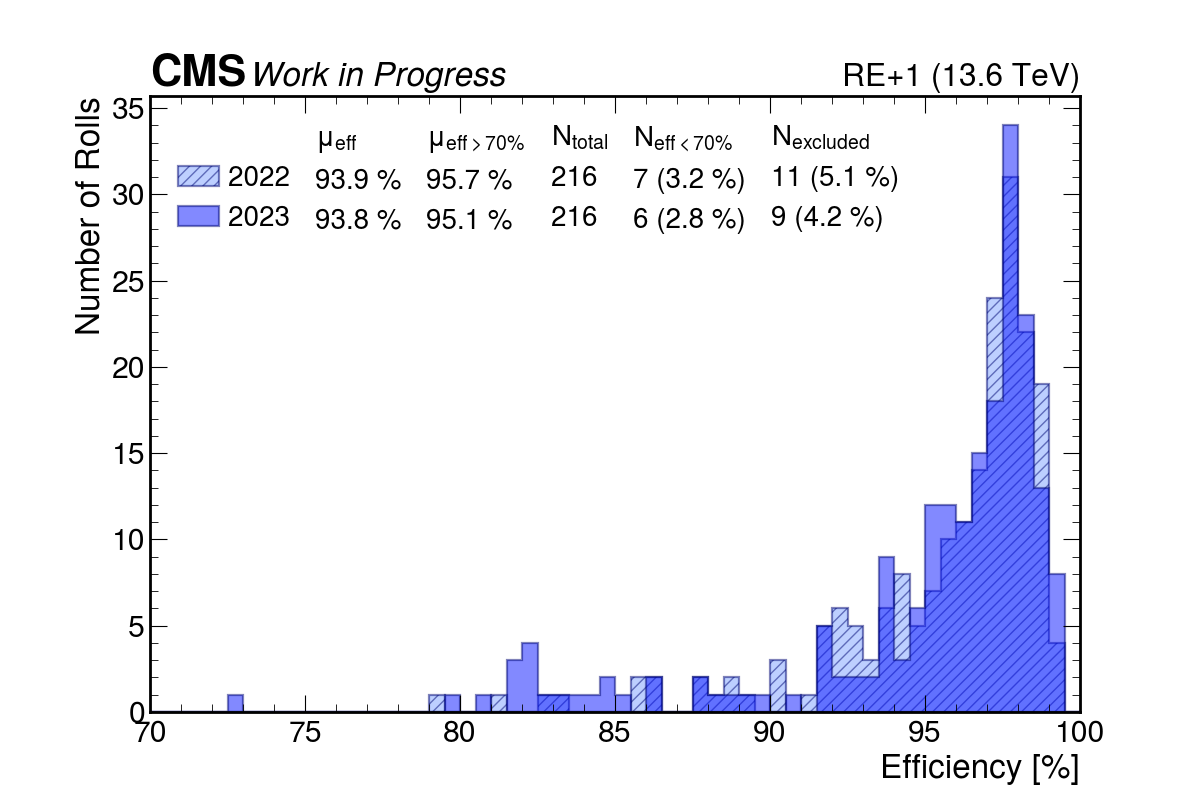 CMS Work in Progress RE+1 (13.6 TeV)
Number of Rolls
μeff μeff > 70% Ntotal Neff < 70% Nexcluded
2022 93.9 % 95.7 % 216 7 (3.2 %) 11 (5.1 %)
2023 93.8 % 95.1 % 216 6 (2.8 %) 9 (4.2 %)
35
30
25
20
15
10
5
0
70 75 80 85 90 95 100
Efficiency [%]